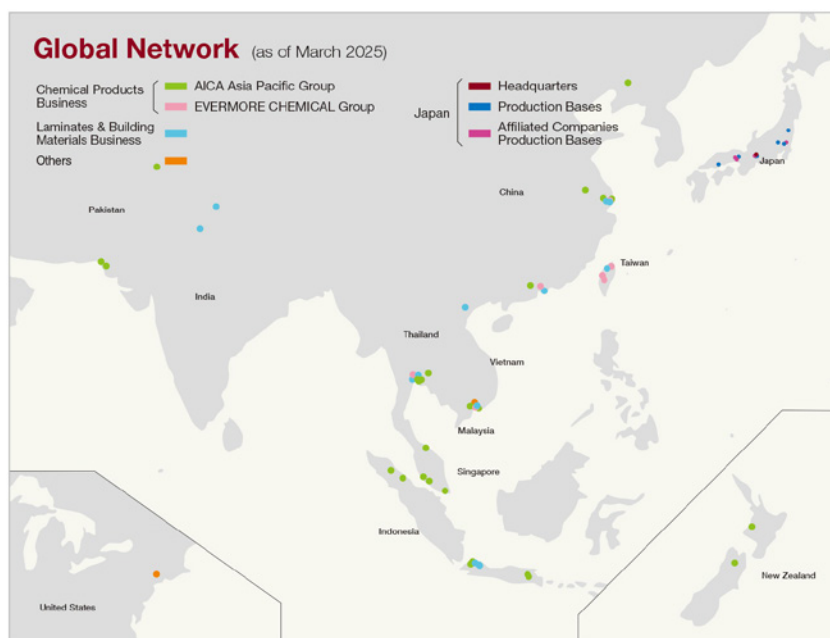 Global Network (as of March 2025)
Chemical Products
Business
AICA Asia Pacific Group
EVERMORE CHEMICAL Group
Laminates & Building
Materials Business
Others
Japan
Headquarters
Production Bases
Affiliated Companies
Production Bases
Japan
China
Pakistan
Taiwan
India
Thailand
Vietnam
Malaysia
Singapore
Indonesia
New Zealand
United States